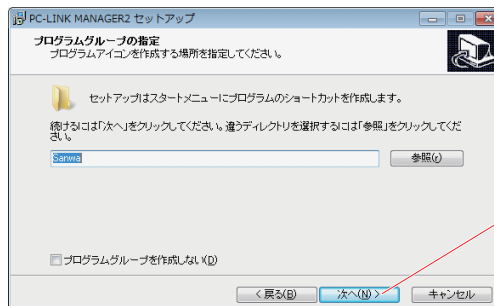 PC-LINK MANAGER2 セットアップ
プログラムグループの指定
プログラムアイコンを作成する場所を指定してください。
セットアップはスタートメニューにプログラムのショートカットを作成します。
続けるには「次へ」をクリックしてください。違うディレクトリを選択するには「参照」をクリックしてくだ
さい。
Sanwa
参照(r)
プログラムグループを作成しない(D)
< 戻る(B)
次へ(N) >
キャンセル